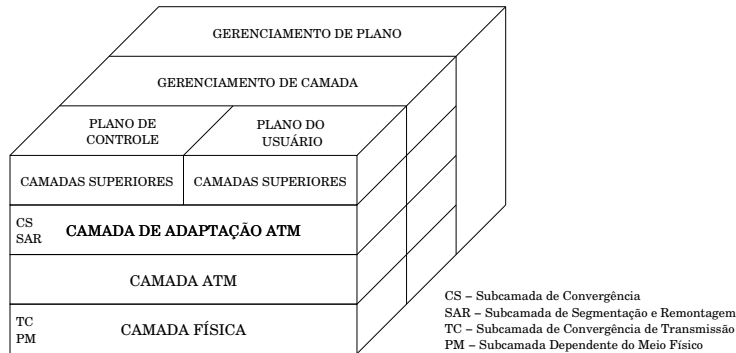 GERENCIAMENTO DE PLANO
GERENCIAMENTO DE CAMADA
PLANO DE
CONTROLE
PLANO DO
USUÁRIO
CAMADAS SUPERIORES
CAMADAS SUPERIORES
CS
SAR
CAMADA DE ADAPTAÇÃO ATM
CAMADA ATM
TC
PM
CAMADA FÍSICA
CS – Subcamada de Convergência
SAR – Subcamada de Segmentação e Remontagem
TC – Subcamada de Convergência de Transmissão
PM – Subcamada Dependente do Meio Físico